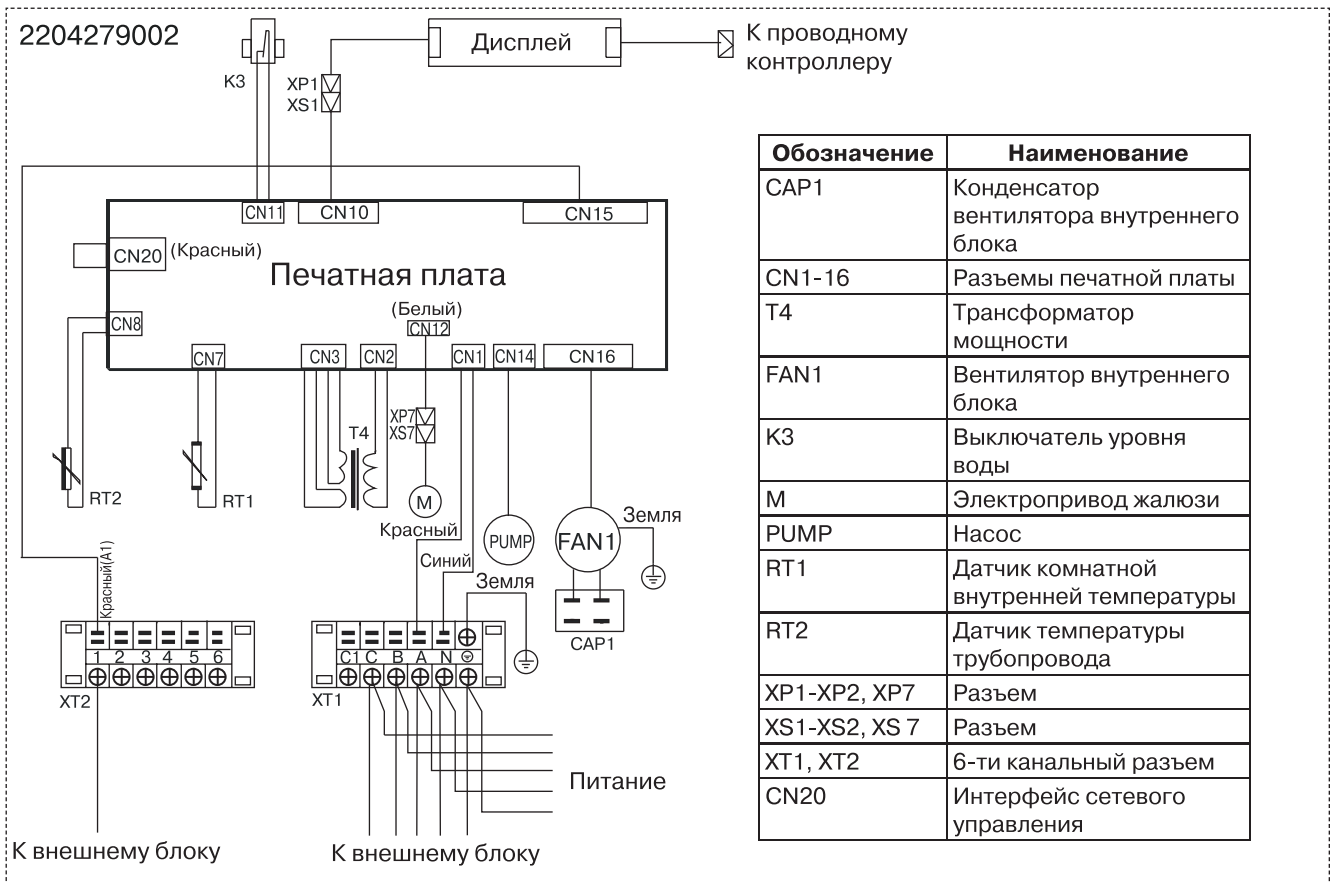 2204279002
K3
XP1
XS1
Дисплей
К проводному
контроллеру
CN11
CN10
CN15
CN20
(Красный)
Печатная плата
(Белый)
CN8
CN12
CN7
CN3
CN2
CN1
CN14
CN16
XP7
XS7
T4
RT2
RT1
M
Красный
PUMP
FAN1
Земля
Синий
Земля
Красный(A1)
CAP1
1 2 3 4 5 6
XT2
C1 C B A N
XT1
Питание
К внешнему блоку
К внешнему блоку
Обозначение Наименование
CAP1 Конденсатор
вентилятора внутреннего
блока
CN1-16 Разъемы печатной платы
T4 Трансформатор
мощности
FAN1 Вентилятор внутреннего
блока
K3 Выключатель уровня
воды
M Электропривод жалюзи
PUMP Насос
RT1 Датчик комнатной
внутренней температуры
RT2 Датчик температуры
трубопровода
XP1-XP2, XP7 Разъем
XS1-XS2, XS 7 Разъем
XT1, XT2 6-ти канальный разъем
CN20 Интерфейс сетевого
управления